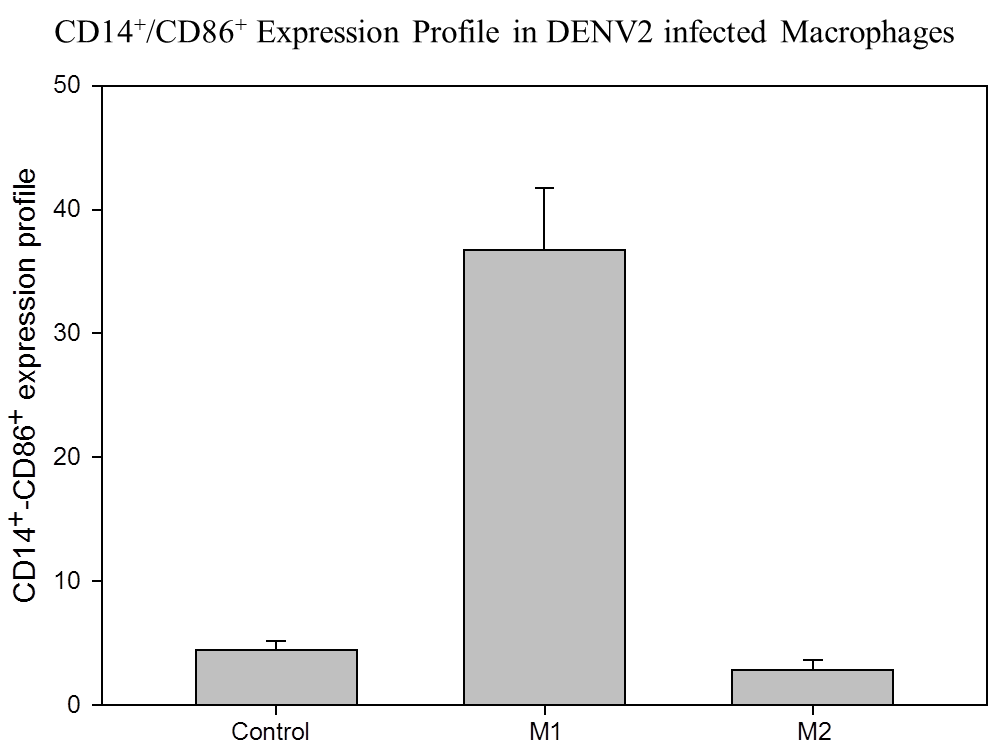 CD14⁺/CD86⁺ Expression Profile in DENV2 infected Macrophages
CD14⁺-CD86⁺ expression profile
50
40
30
20
10
0
Control
M1
M2